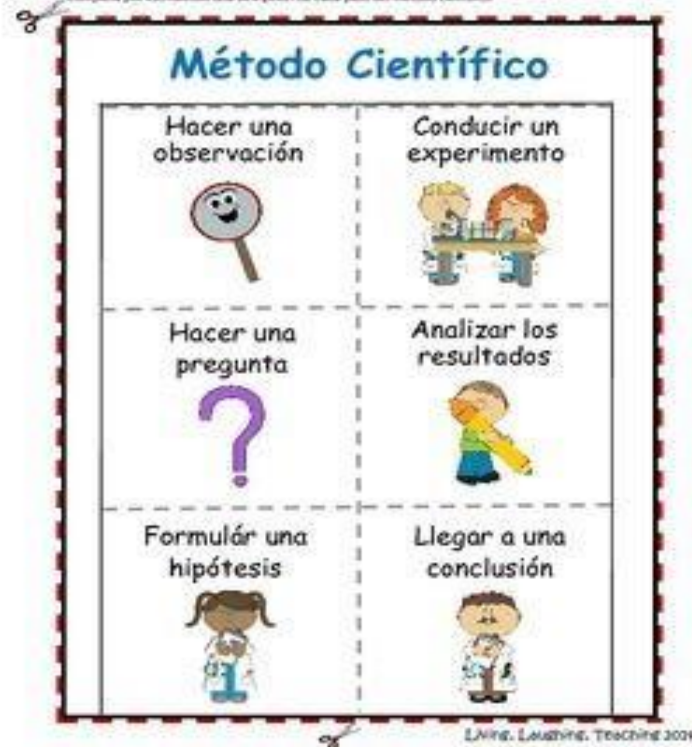 Método Científico
Hacer una
observación
Hacer una
pregunta
Formulár una
hipótesis
Conducir un
experimento
Analizar los
resultados
Llegar a una
conclusión
Living, Laughing, Teaching